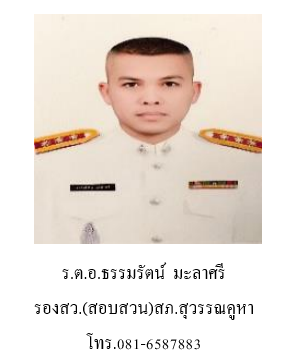 ร.ต.อ.ธรรมรัตน์ มะลาศรี
รองสว.(สอบสวน)สภ.สุวรรณคูหา
โทร.081-6587883